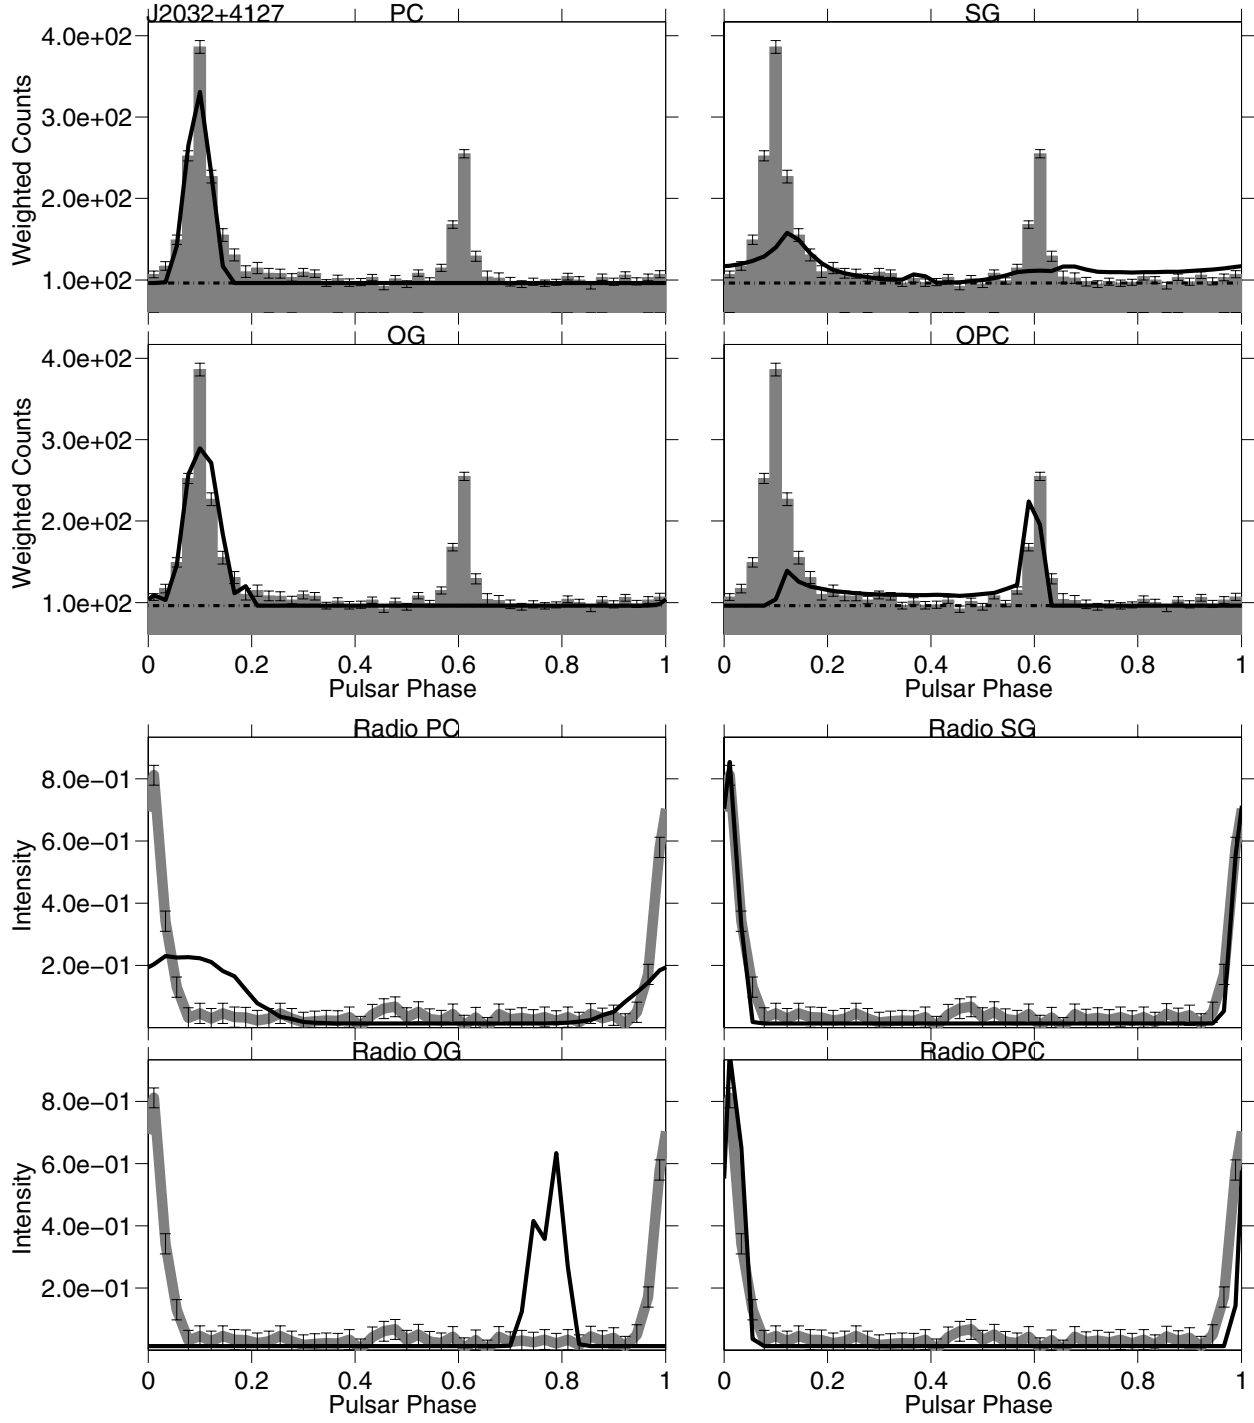 J2032+4127 PC SG
4.0e+02
3.0e+02
2.0e+02
1.0e+02
Weighted Counts
OG OPC
4.0e+02
3.0e+02
2.0e+02
1.0e+02
Weighted Counts
0 0.2 0.4 0.6 0.8 1 0 0.2 0.4 0.6 0.8 1
Pulsar Phase Pulsar Phase
Radio PC Radio SG
8.0e−01
6.0e−01
4.0e−01
2.0e−01
Intensity
Radio OG Radio OPC
8.0e−01
6.0e−01
4.0e−01
2.0e−01
Intensity
0 0.2 0.4 0.6 0.8 1 0 0.2 0.4 0.6 0.8 1
Pulsar Phase Pulsar Phase